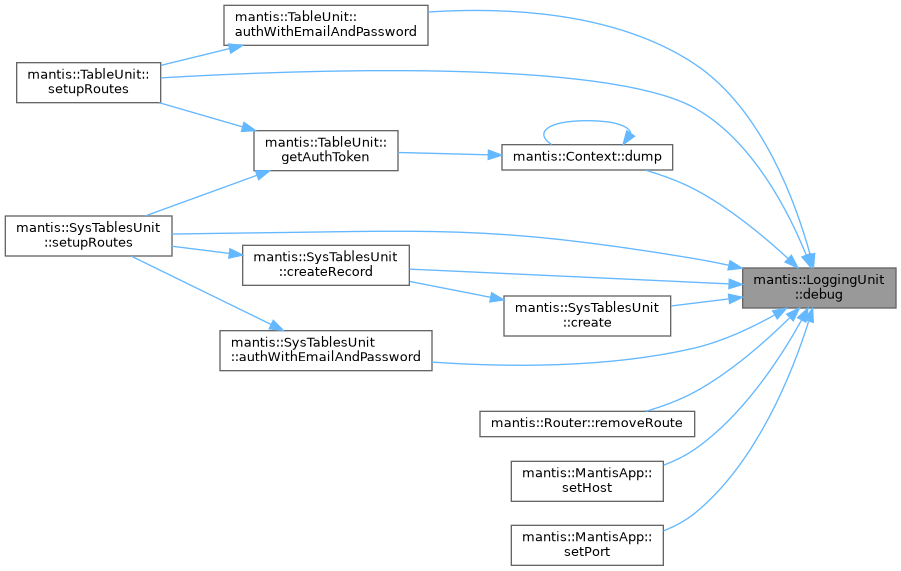 mantis::TableUnit::
authWithEmailAndPassword
mantis::TableUnit::
setupRoutes
mantis::TableUnit::
getAuthToken
mantis::Context::dump
mantis::SysTablesUnit
::setupRoutes
mantis::SysTablesUnit
::createRecord
mantis::LoggingUnit
::debug
mantis::SysTablesUnit
::create
mantis::SysTablesUnit
::authWithEmailAndPassword
mantis::Router::removeRoute
mantis::MantisApp::
setHost
mantis::MantisApp::
setPort